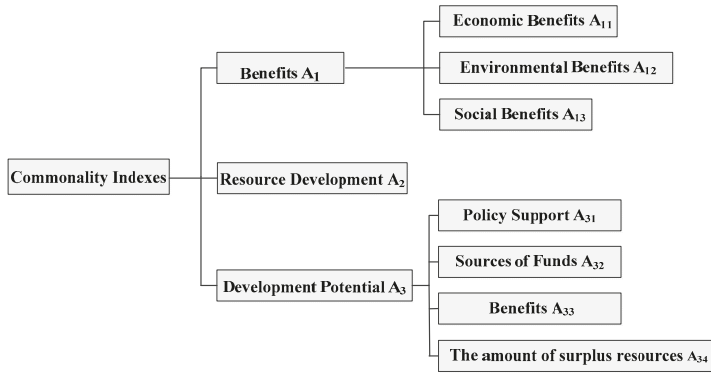 Economic Benefits A₁₁
Benefits A₁
Environmental Benefits A₁₂
Social Benefits A₁₃
Commonality Indexes
Resource Development A₂
Policy Support A₃₁
Sources of Funds A₃₂
Development Potential A₃
Benefits A₃₃
The amount of surplus resources A₃₄